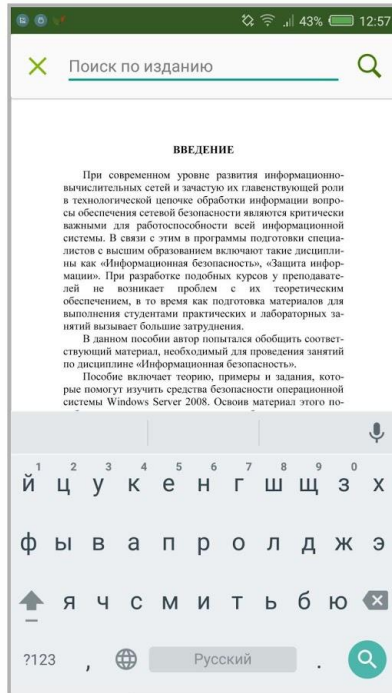 43% 12:57
Поиск по изданию
ВВЕДЕНИЕ
При современном уровне развития информационно-
вычислительных сетей и зачастую их главенствующей роли
в технологической цепочке обработки информации вопро-
сы обеспечения сетевой безопасности являются критически
важными для работоспособности всей информационной
системы. В связи с этим в программы подготовки специа-
листов с высшим образованием включают такие дисципли-
ны как «Информационная безопасность», «Защита инфор-
мации». При разработке подобных курсов у преподавате-
лей не возникает проблем с их теоретическим
обеспечением, в то время как подготовка материалов для
выполнения студентами практических и лабораторных за-
нятий вызывает большие затруднения.
В данном пособии автор попытался обобщить соответ-
ствующий материал, необходимый для проведения занятий
по дисциплине «Информационная безопасность».
Пособие включает теорию, примеры и задания, кото-
рые помогут изучить средства безопасности операционной
системы Windows Server 2008. Освоив материал этого по-
1 2 3 4 5 6 7 8 9 0
й ц у к е н г ш щ з х
ф ы в а п р о л д ж э
я ч с м и т ь б ю
?123 , Русский .